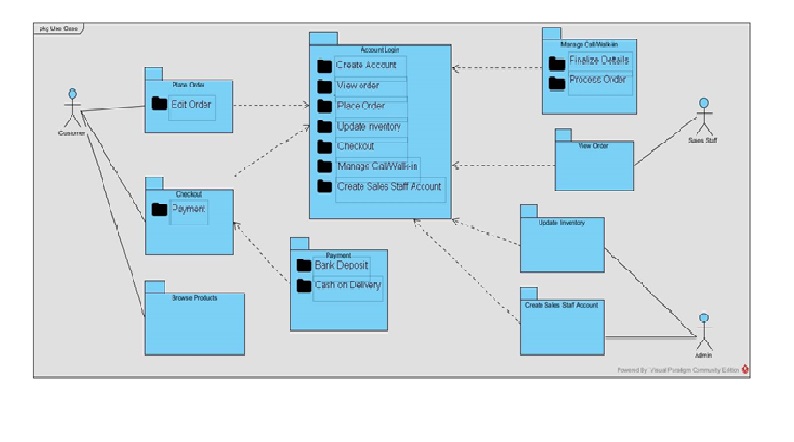 pkg Use Case
Account Login
Create Account
View order
Place Order
Update Inventory
Checkout
Manage Call/Walk-in
Create Sales Staff Account
Manage Call/Walk-in
Finalize Details
Process Order
Place Order
Edit Order
Customer
Sales Staff
View Order
Checkout
Payment
Update Inventory
Payment
Bank Deposit
Cash on Delivery
Browse Products
Create Sales Staff Account
Admin
Powered By Visual Paradigm Community Edition